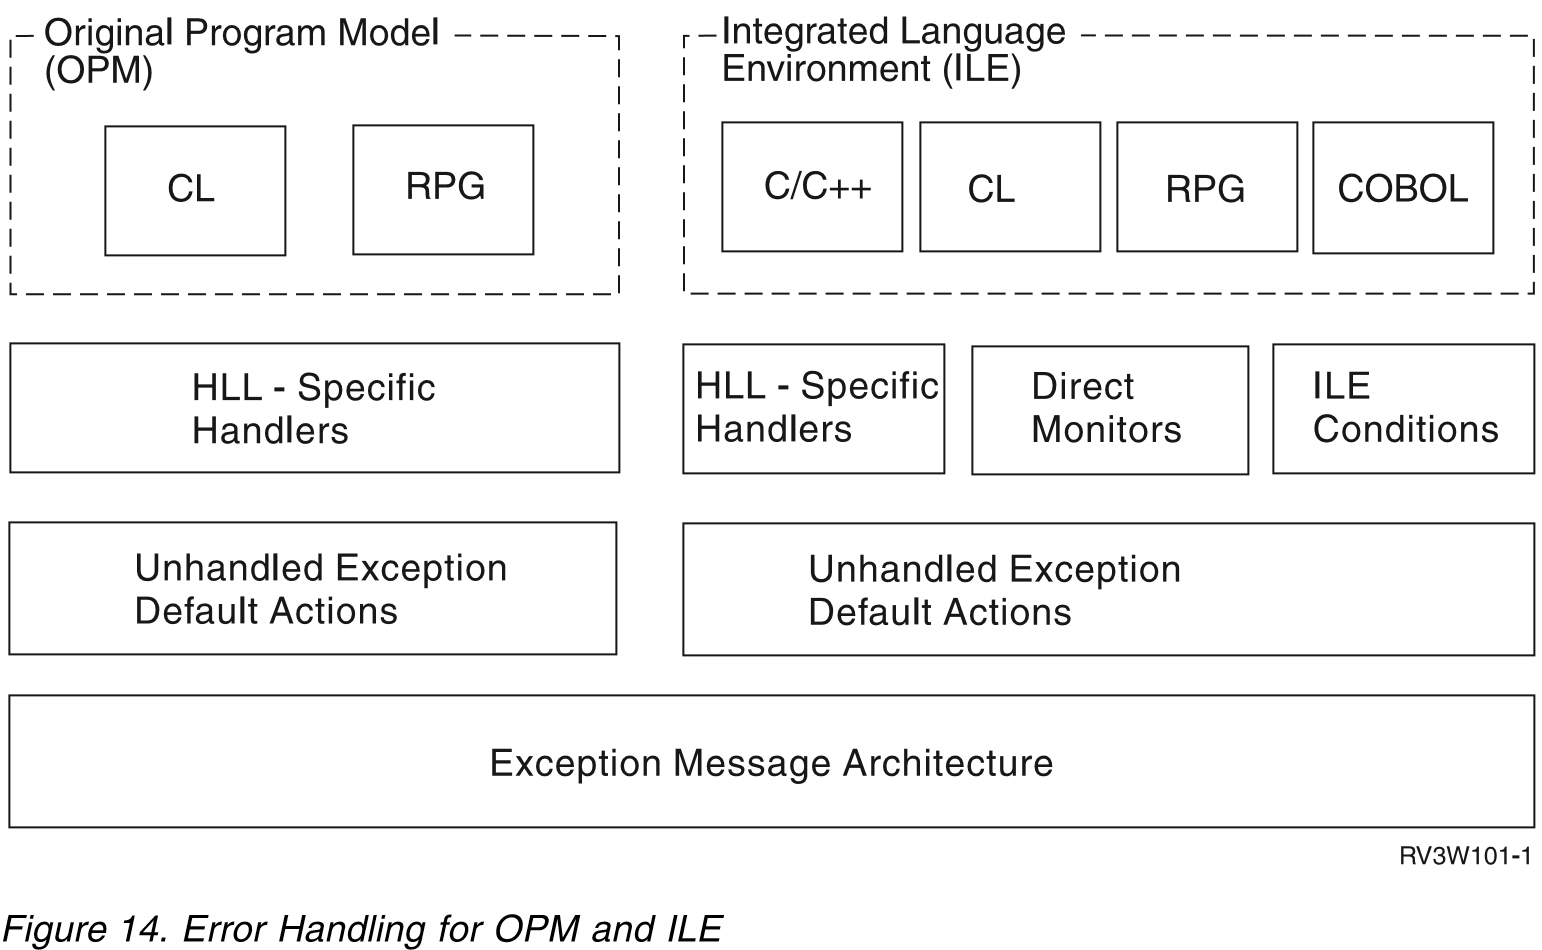 Original Program Model
(OPM)
Integrated Language
Environment (ILE)
CL
RPG
C/C++
CL
RPG
COBOL
HLL - Specific
Handlers
HLL - Specific
Handlers
Direct
Monitors
ILE
Conditions
Unhandled Exception
Default Actions
Unhandled Exception
Default Actions
Exception Message Architecture
RV3W101-1
Figure 14. Error Handling for OPM and ILE